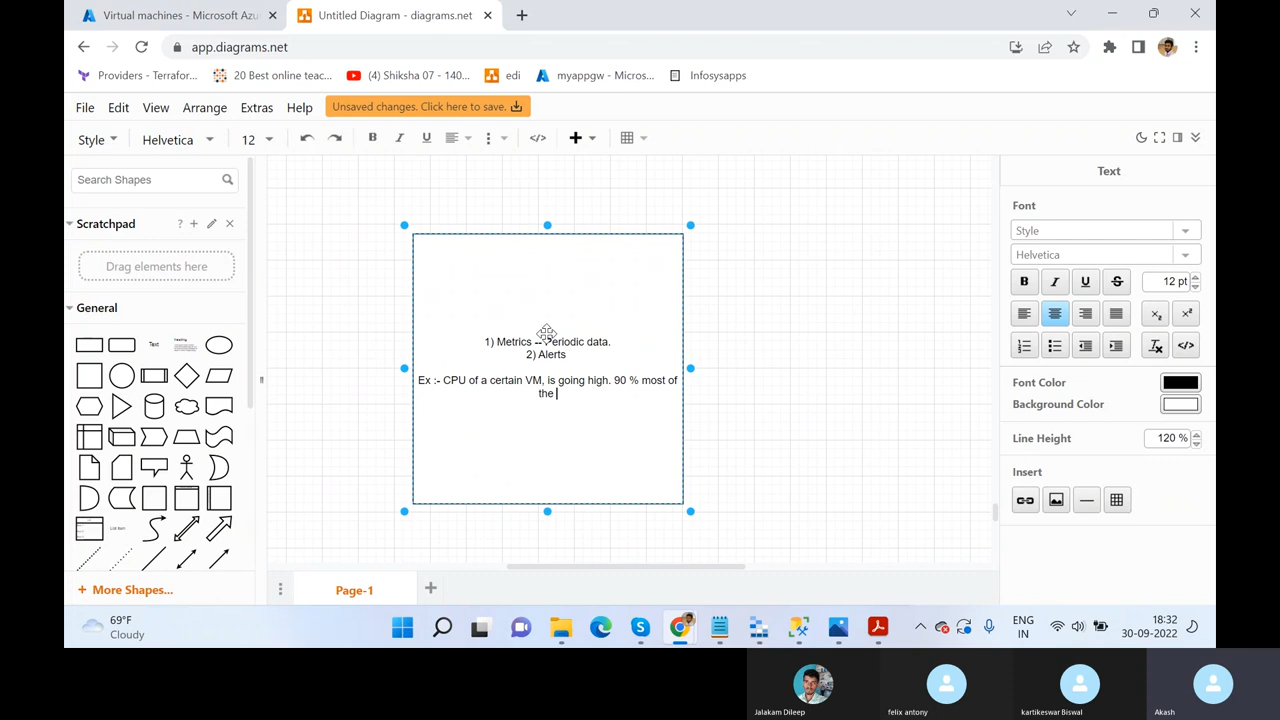 Virtual machines - Microsoft Azu
Untitled Diagram - diagrams.net
app.diagrams.net
Providers - Terrafor...
20 Best online teac...
(4) Shiksha 07 - 140...
edi
myappgw - Micros...
Infosysapps
File Edit View Arrange Extras Help
Unsaved changes. Click here to save.
Style Helvetica 12
Search Shapes
Scratchpad
Drag elements here
General
Text
Heading
List Item
More Shapes...
1) Metrics -- Periodic data.
2) Alerts
Ex :- CPU of a certain VM, is going high. 90 % most of
the
Page-1
Text
Font
Style
Helvetica
12 pt
Font Color
Background Color
Line Height 120 %
Insert
69°F
Cloudy
ENG
IN
18:32
30-09-2022
Jalakam Dileep
felix antony
kartikeswar Biswal
Akash